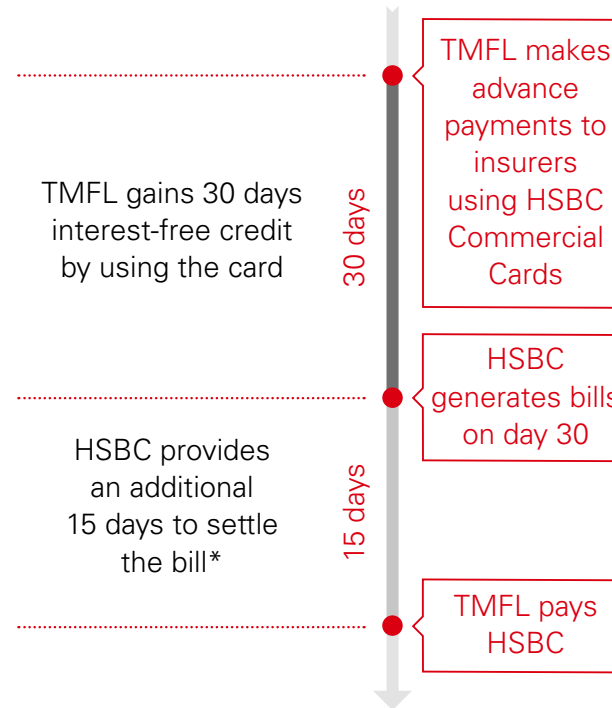 TMFL makes
advance
payments to
insurers
using HSBC
Commercial
Cards
TMFL gains 30 days
interest-free credit
by using the card
30 days
HSBC
generates bills
on day 30
HSBC provides
an additional
15 days to settle
the bill*
15 days
TMFL pays
HSBC